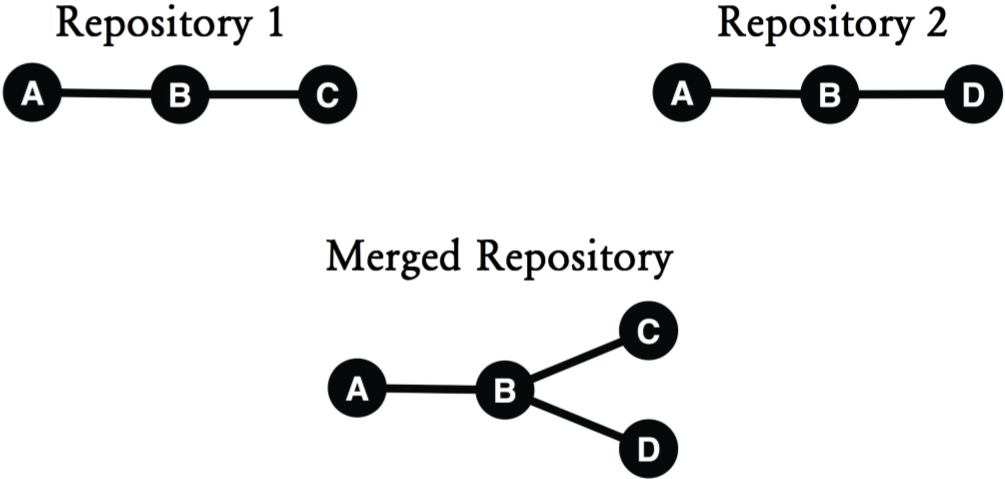 Repository 1
Repository 2
A B C
A B D
Merged Repository
C
A B
D